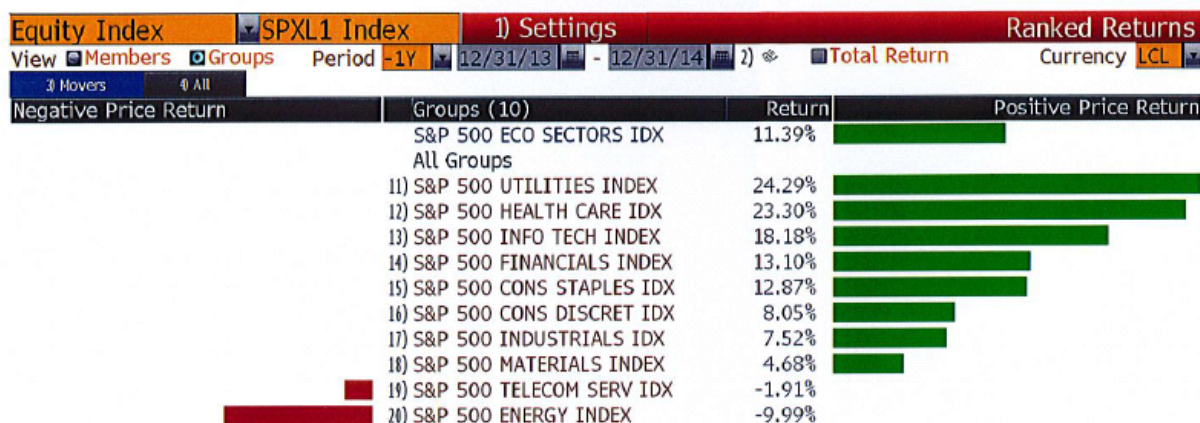 Equity Index SPXL1 Index 1) Settings Ranked Returns
View Members Groups Period -1Y 12/31/13 - 12/31/14 2) Total Return Currency LCL
3) Movers 4) All
Negative Price Return Groups (10) Return Positive Price Return
S&P 500 ECO SECTORS IDX 11.39%
All Groups
11) S&P 500 UTILITIES INDEX 24.29%
12) S&P 500 HEALTH CARE IDX 23.30%
13) S&P 500 INFO TECH INDEX 18.18%
14) S&P 500 FINANCIALS INDEX 13.10%
15) S&P 500 CONS STAPLES IDX 12.87%
16) S&P 500 CONS DISCRET IDX 8.05%
17) S&P 500 INDUSTRIALS IDX 7.52%
18) S&P 500 MATERIALS INDEX 4.68%
19) S&P 500 TELECOM SERV IDX -1.91%
20) S&P 500 ENERGY INDEX -9.99%